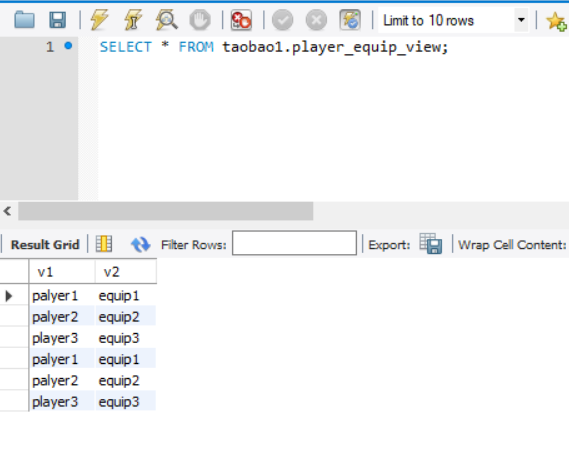 Limit to 10 rows
1 SELECT * FROM taobao1.player_equip_view;
Result Grid Filter Rows: Export: Wrap Cell Content:
v1 v2
palyer1 equip1
palyer2 equip2
player3 equip3
palyer1 equip1
palyer2 equip2
player3 equip3